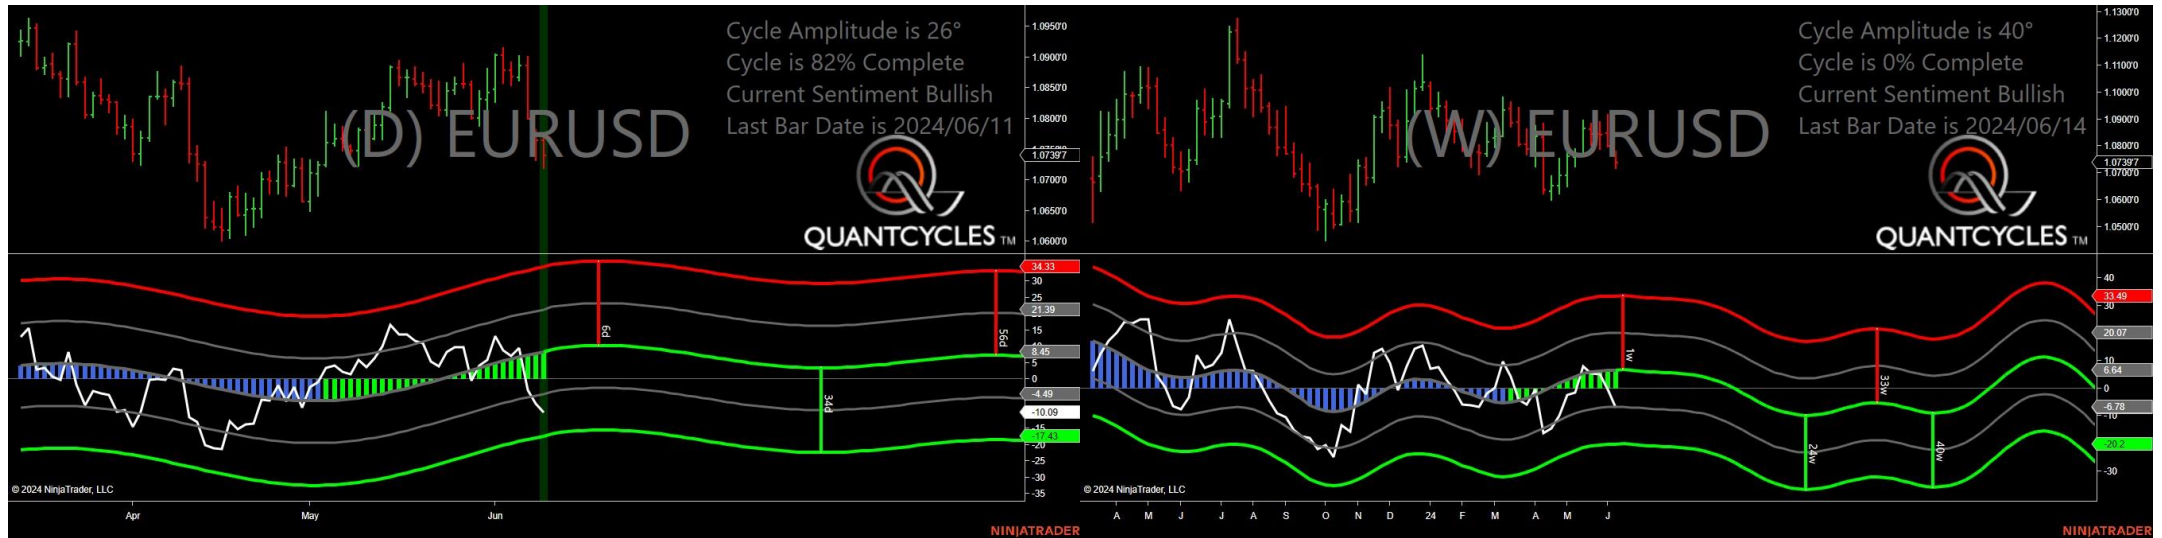 Cycle Amplitude is 26°
Cycle is 82% Complete
Current Sentiment Bullish
Last Bar Date is 2024/06/11
(D) EURUSD
QUANTCYCLES TM
1.0950'0
1.0900'0
1.0850'0
1.0800'0
1.07397
1.0700'0
1.0650'0
1.0600'0
34.33
30
25
21.39
15
8.45
5
0
-4.49
-10.09
-15
-17.43
-20
-25
-30
-35
6d
34d
56d
© 2024 NinjaTrader, LLC
Apr
May
Jun
NINJATRADER
Cycle Amplitude is 40°
Cycle is 0% Complete
Current Sentiment Bullish
Last Bar Date is 2024/06/14
(W) EURUSD
QUANTCYCLES TM
1.1300'0
1.1200'0
1.1100'0
1.1000'0
1.0900'0
1.0800'0
1.07397
1.0700'0
1.0600'0
1.0500'0
40
33.49
30
20.07
10
6.64
0
-6.78
-10
-20.2
-30
1w
24w
33w
40w
© 2024 NinjaTrader, LLC
A M J J A S O N D 24 F M A M J
NINJATRADER